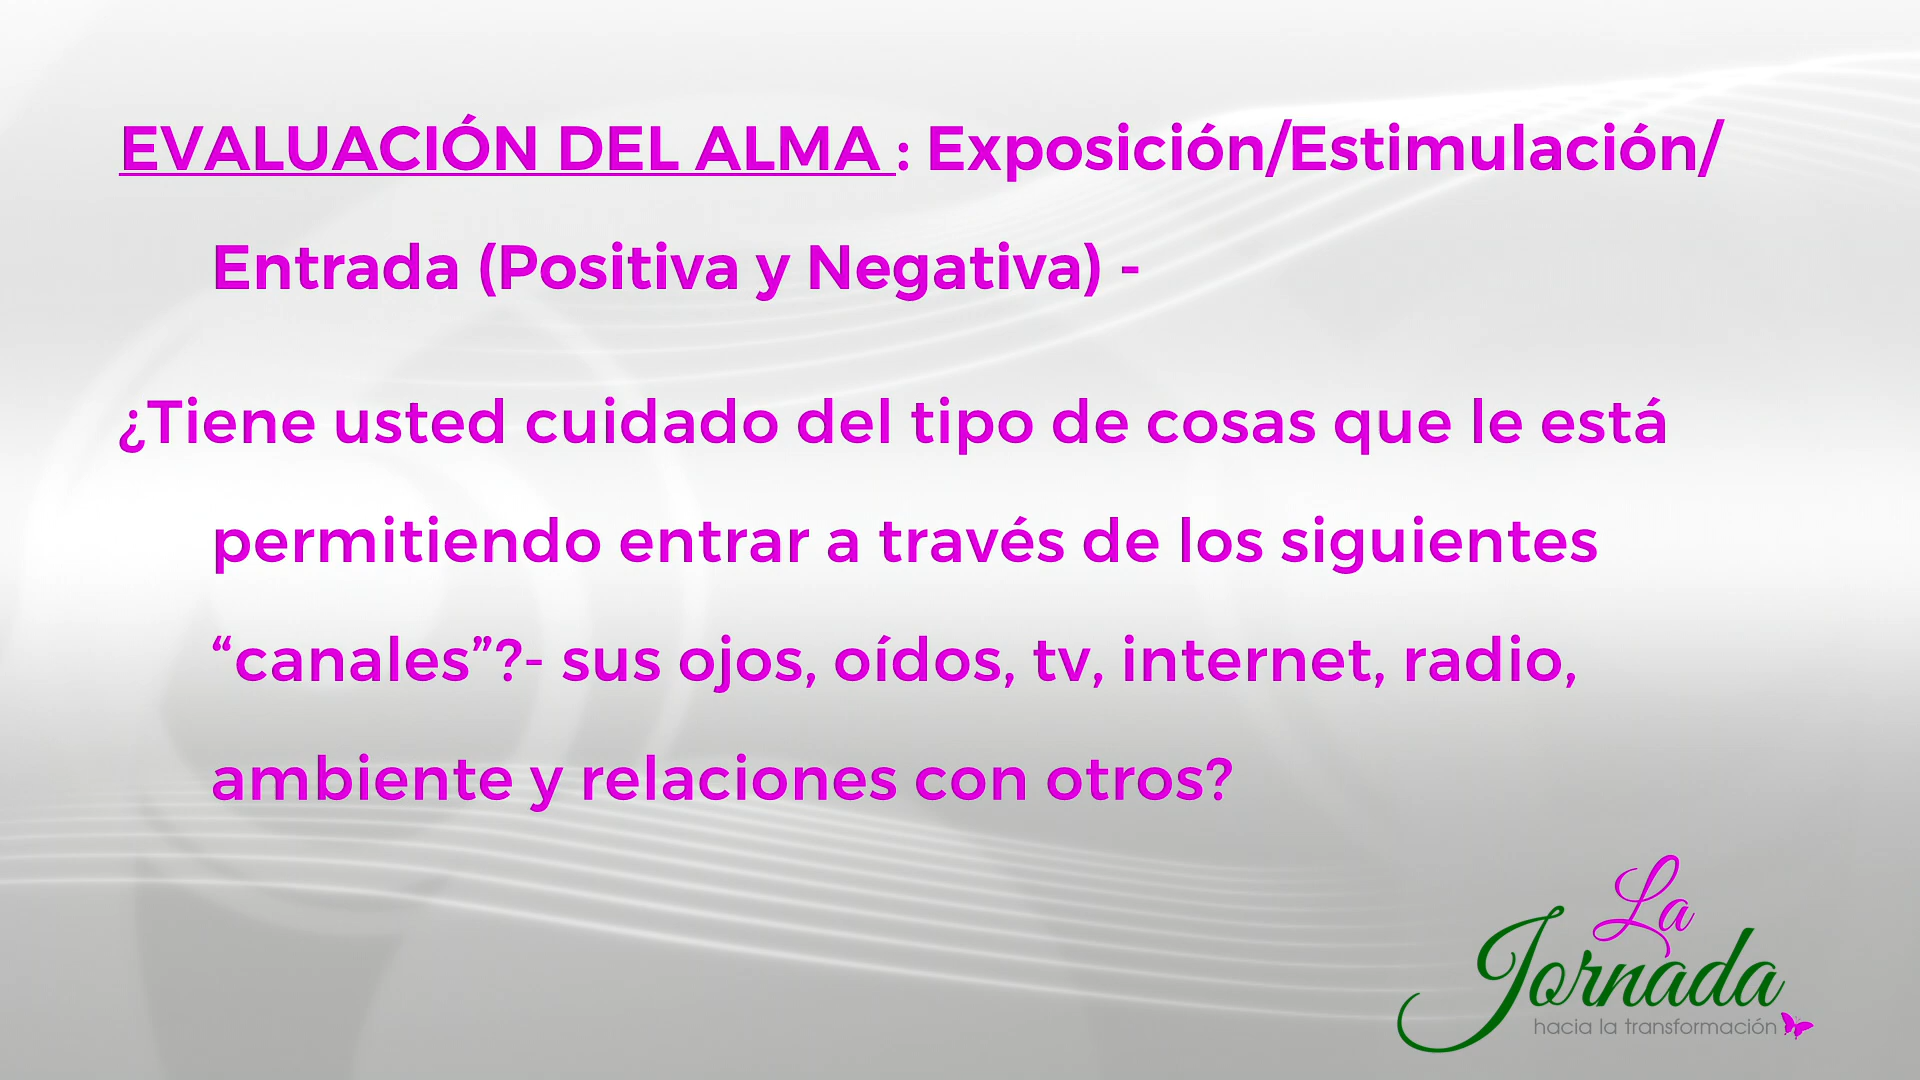 EVALUACIÓN DEL ALMA : Exposición/Estimulación/
Entrada (Positiva y Negativa) -
¿Tiene usted cuidado del tipo de cosas que le está
permitiendo entrar a través de los siguientes
“canales”?- sus ojos, oídos, tv, internet, radio,
ambiente y relaciones con otros?
La
Jornada
hacia la transformación